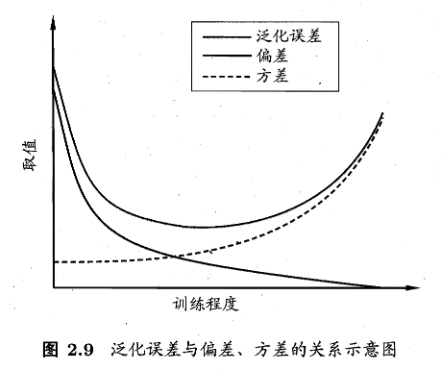 泛化误差
偏差
方差
取值
训练程度
图 2.9 泛化误差与偏差、方差的关系示意图